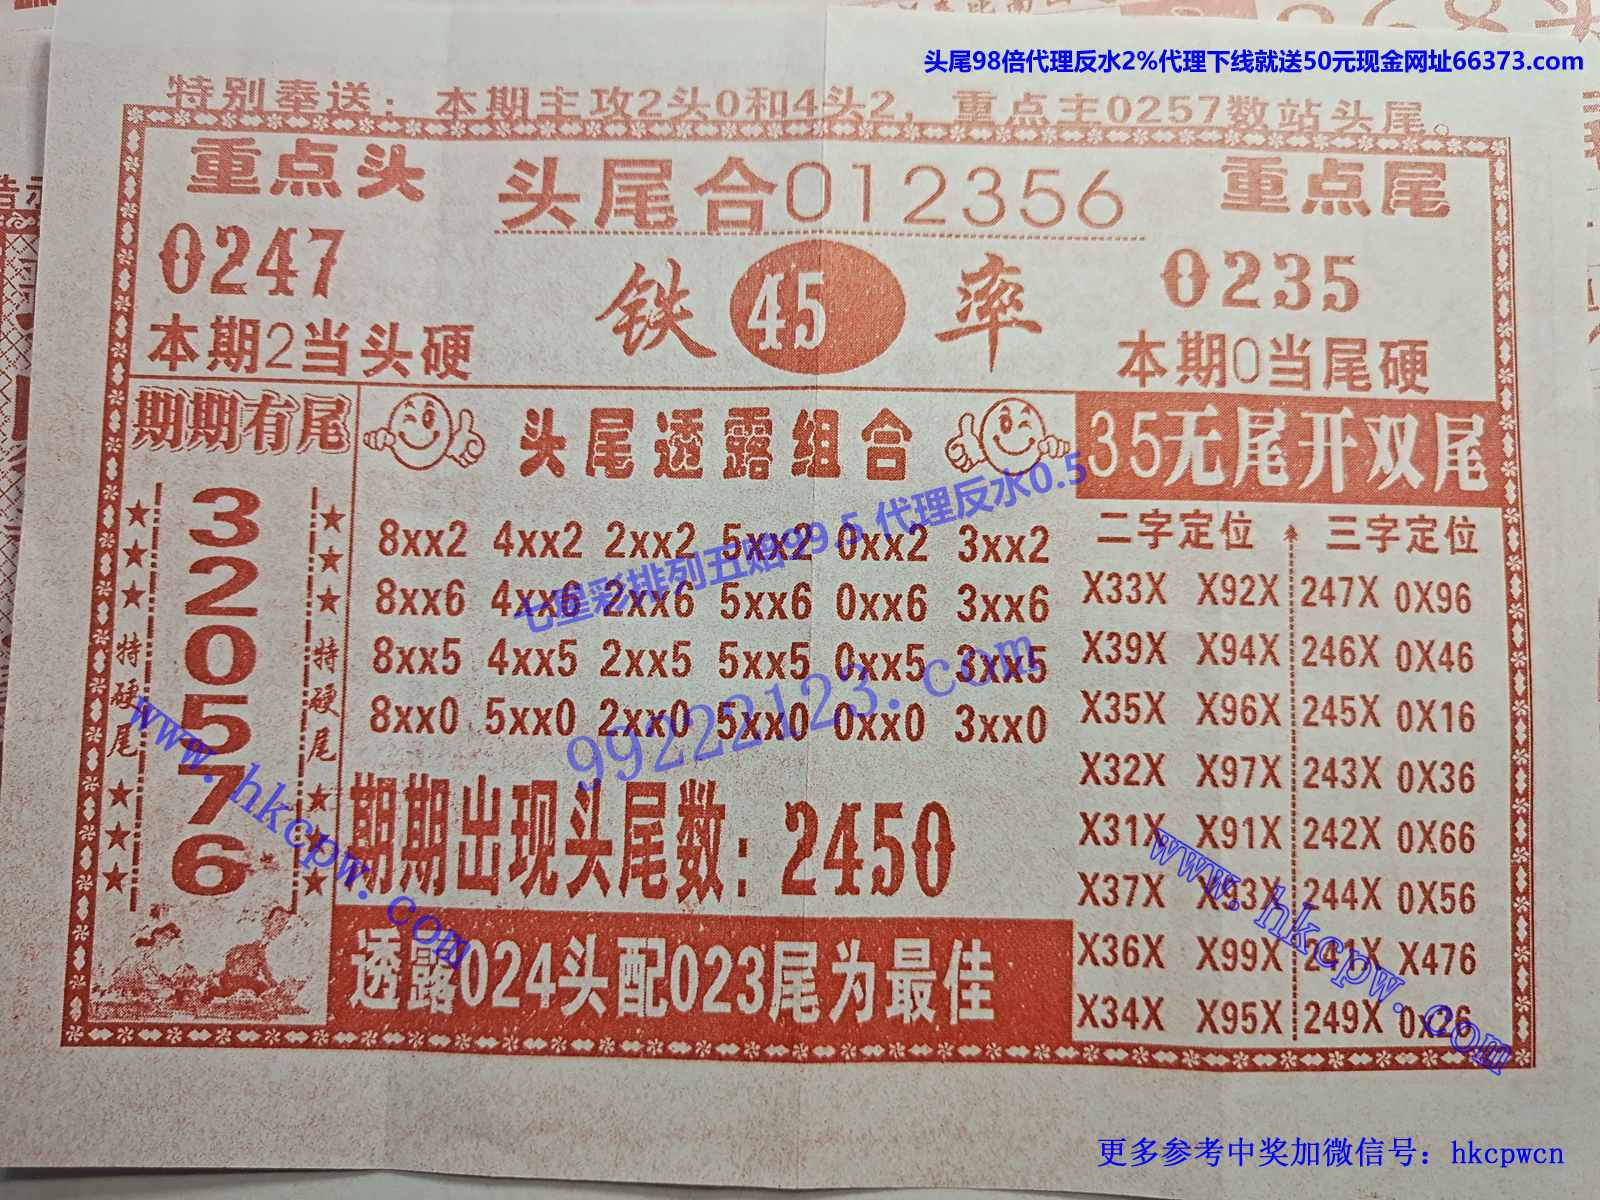 头尾98倍代理反水2%代理下线就送50元现金网址66373.com
特别奉送：本期主攻2头0和4头2，重点主0257数站头尾。
重点头
头尾合012356
重点尾
0247
铁 45 率
0235
本期2当头硬
本期0当尾硬
期期有尾
头尾透露组合
35无尾开双尾
3
2
0
5
7
6
特硬尾
特硬尾
8xx2 4xx2 2xx2 5xx2 0xx2 3xx2
8xx6 4xx6 2xx6 5xx6 0xx6 3xx6
8xx5 4xx5 2xx5 5xx5 0xx5 3xx5
8xx0 5xx0 2xx0 5xx0 0xx0 3xx0
七星彩排列五赔99.5 代理反水0.5
99222123.com
期期出现头尾数：2450
透露024头配023尾为最佳
二字定位 三字定位
X33X X92X 247X 0X96
X39X X94X 246X 0X46
X35X X96X 245X 0X16
X32X X97X 243X 0X36
X31X X91X 242X 0X66
X37X X93X 244X 0X56
X36X X99X 241X X476
X34X X95X 249X 0x26
www.hkcpw.com
www.hkcpw.com
更多参考中奖加微信号：hkcpwcn